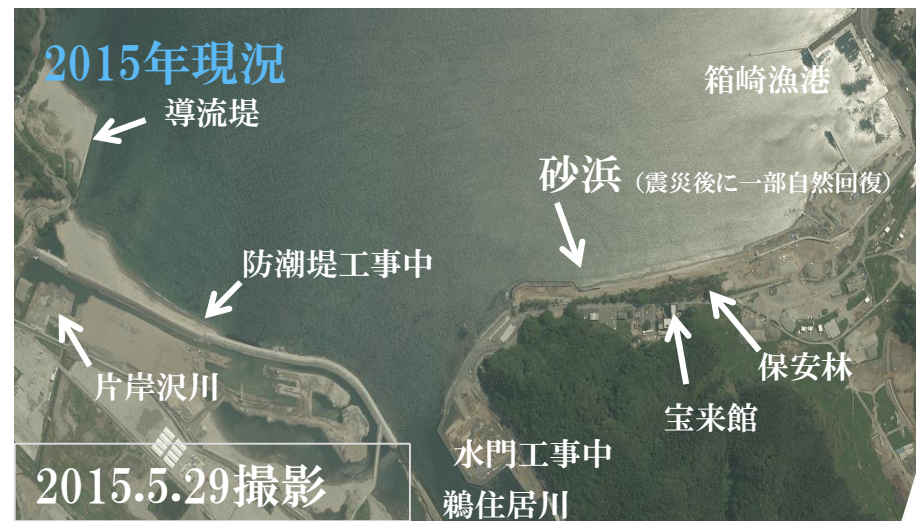 2015年現況
導流堤
箱崎漁港
砂浜（震災後に一部自然回復）
防潮堤工事中
片岸沢川
保安林
宝来館
水門工事中
鵜住居川
2015.5.29撮影